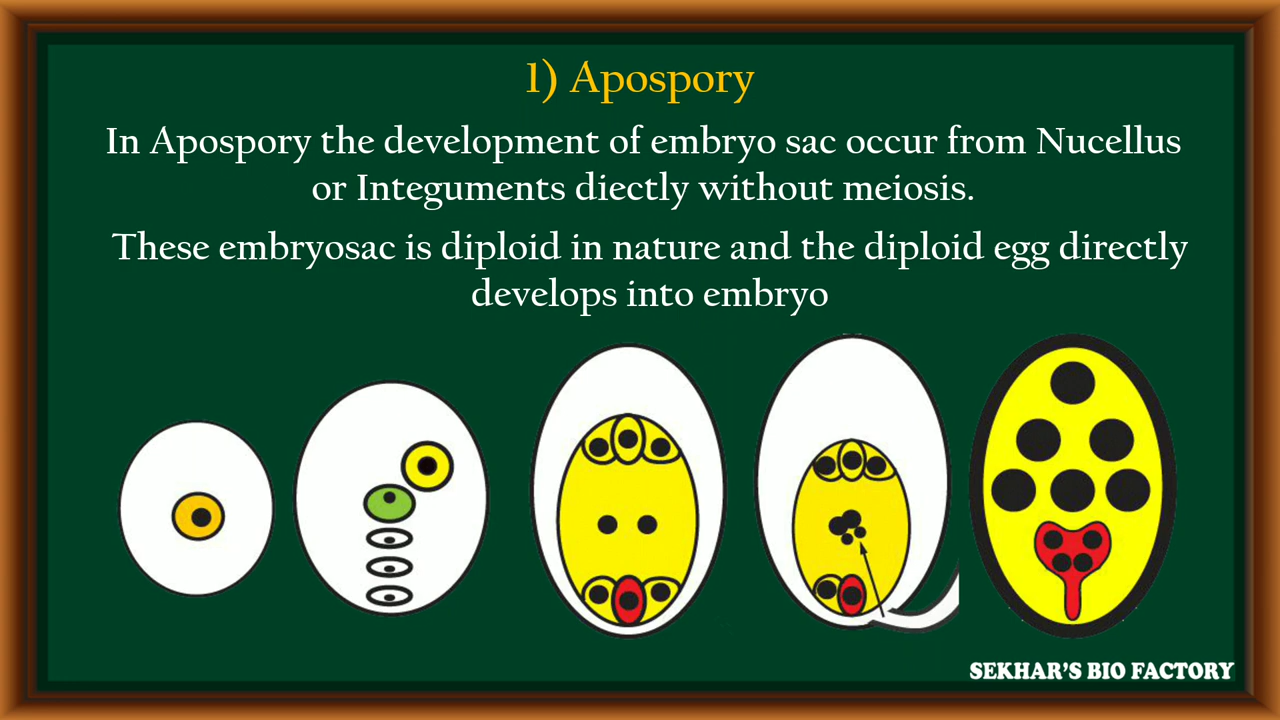 1) Apospory
In Apospory the development of embryo sac occur from Nucellus
or Integuments diectly without meiosis.
These embryosac is diploid in nature and the diploid egg directly
develops into embryo
SEKHAR'S BIO FACTORY